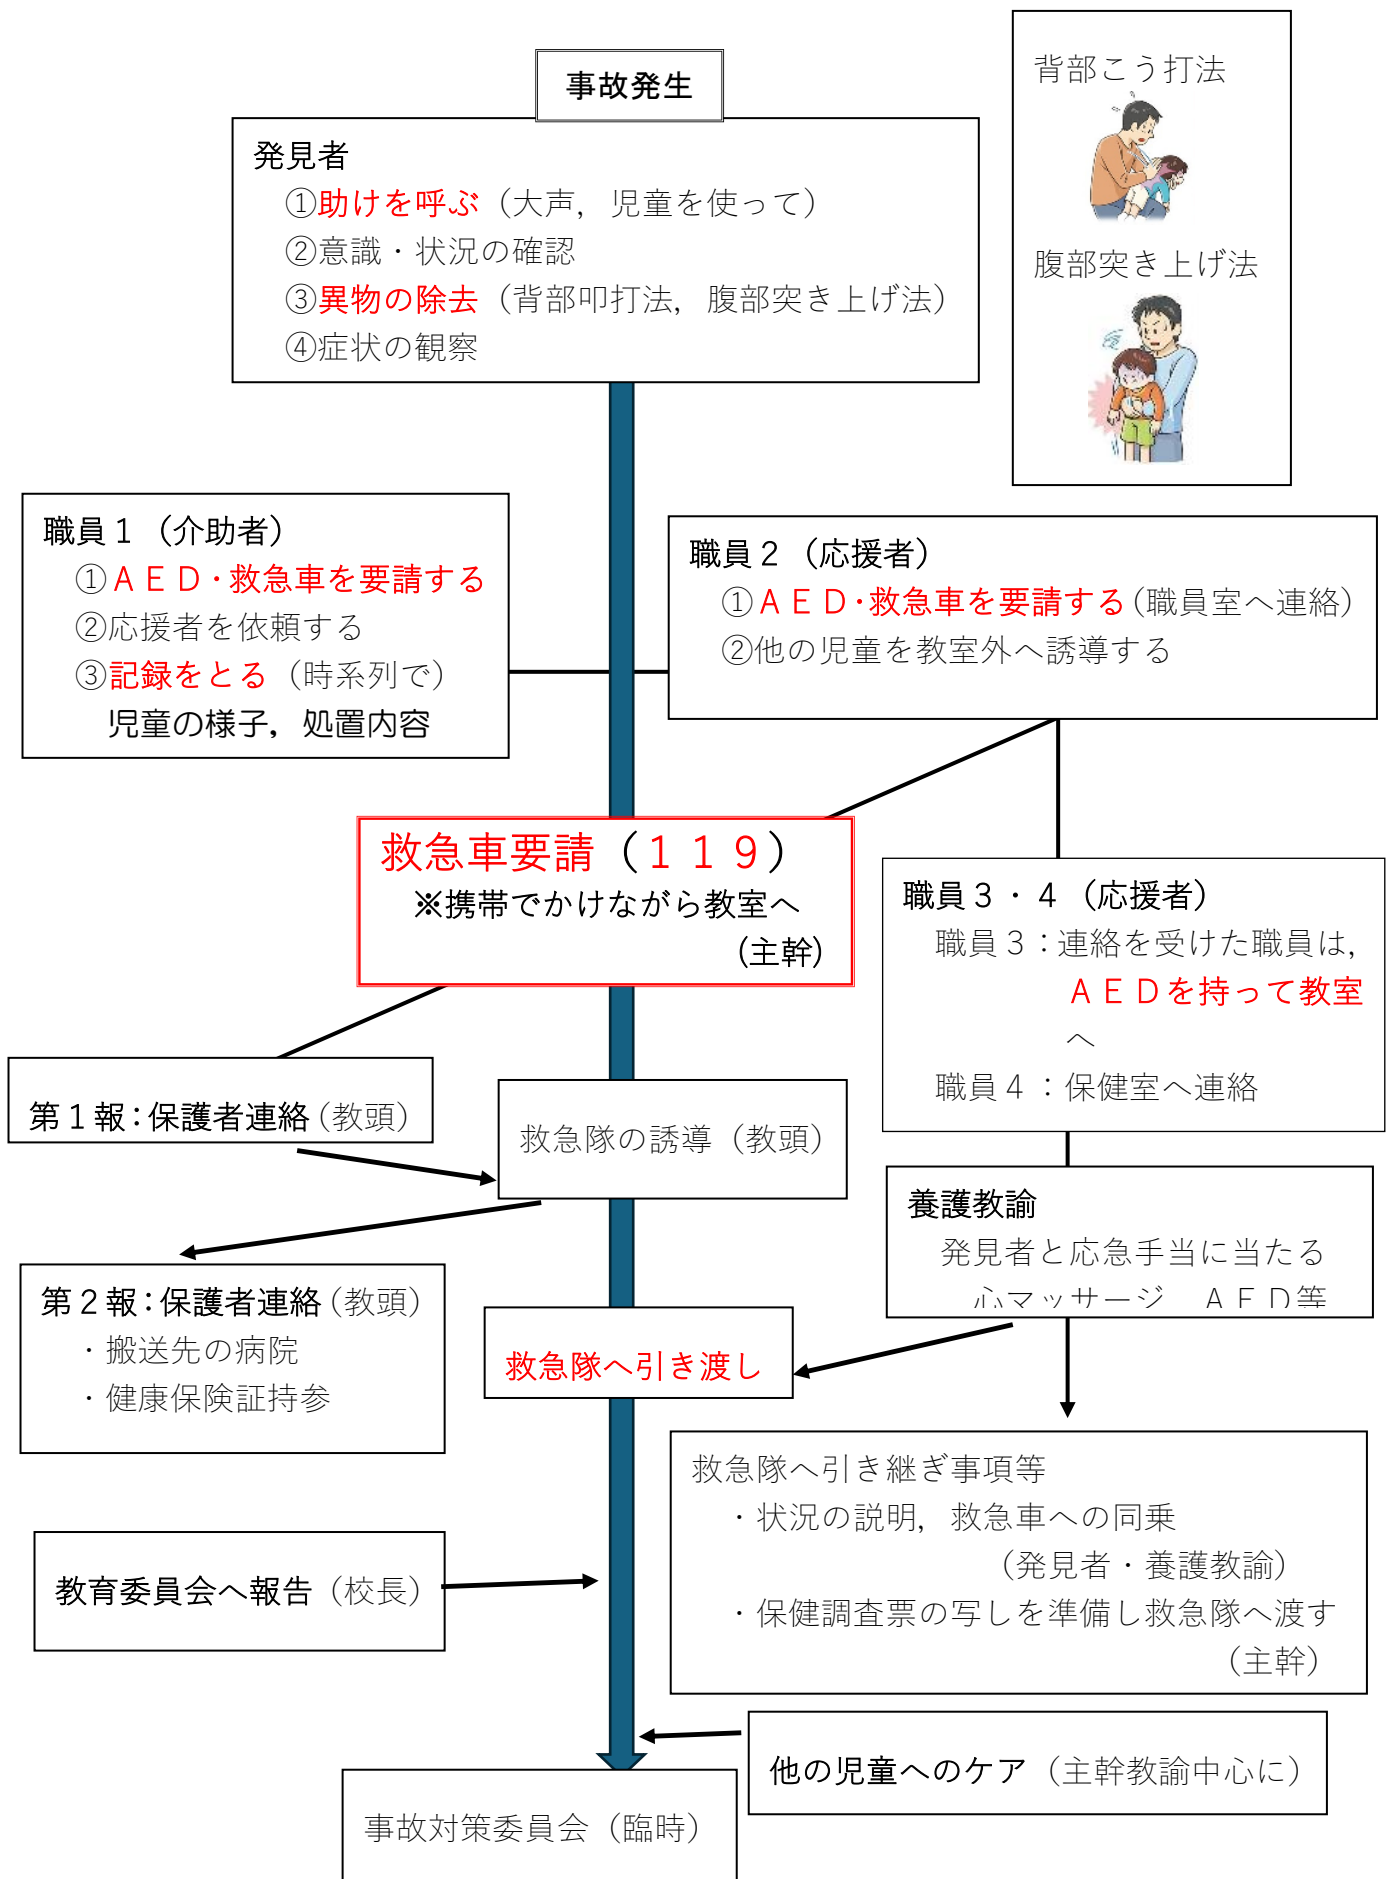 事故発生
発見者
①助けを呼ぶ（大声，児童を使って）
②意識・状況の確認
③異物の除去（背部叩打法，腹部突き上げ法）
④症状の観察
背部こう打法
腹部突き上げ法
職員１（介助者）
①ＡＥＤ・救急車を要請する
②応援者を依頼する
③記録をとる（時系列で）
児童の様子，処置内容
職員２（応援者）
①ＡＥＤ・救急車を要請する（職員室へ連絡）
②他の児童を教室外へ誘導する
救急車要請（１１９）
※携帯でかけながら教室へ
（主幹）
職員３・４（応援者）
職員３：連絡を受けた職員は，
ＡＥＤを持って教室
へ
職員４：保健室へ連絡
第１報：保護者連絡（教頭）
救急隊の誘導（教頭）
養護教諭
発見者と応急手当に当たる
心マッサージ　ＡＥＤ等
第２報：保護者連絡（教頭）
・搬送先の病院
・健康保険証持参
救急隊へ引き渡し
救急隊へ引き継ぎ事項等
・状況の説明，救急車への同乗
（発見者・養護教諭）
・保健調査票の写しを準備し救急隊へ渡す
（主幹）
教育委員会へ報告（校長）
他の児童へのケア（主幹教諭中心に）
事故対策委員会（臨時）